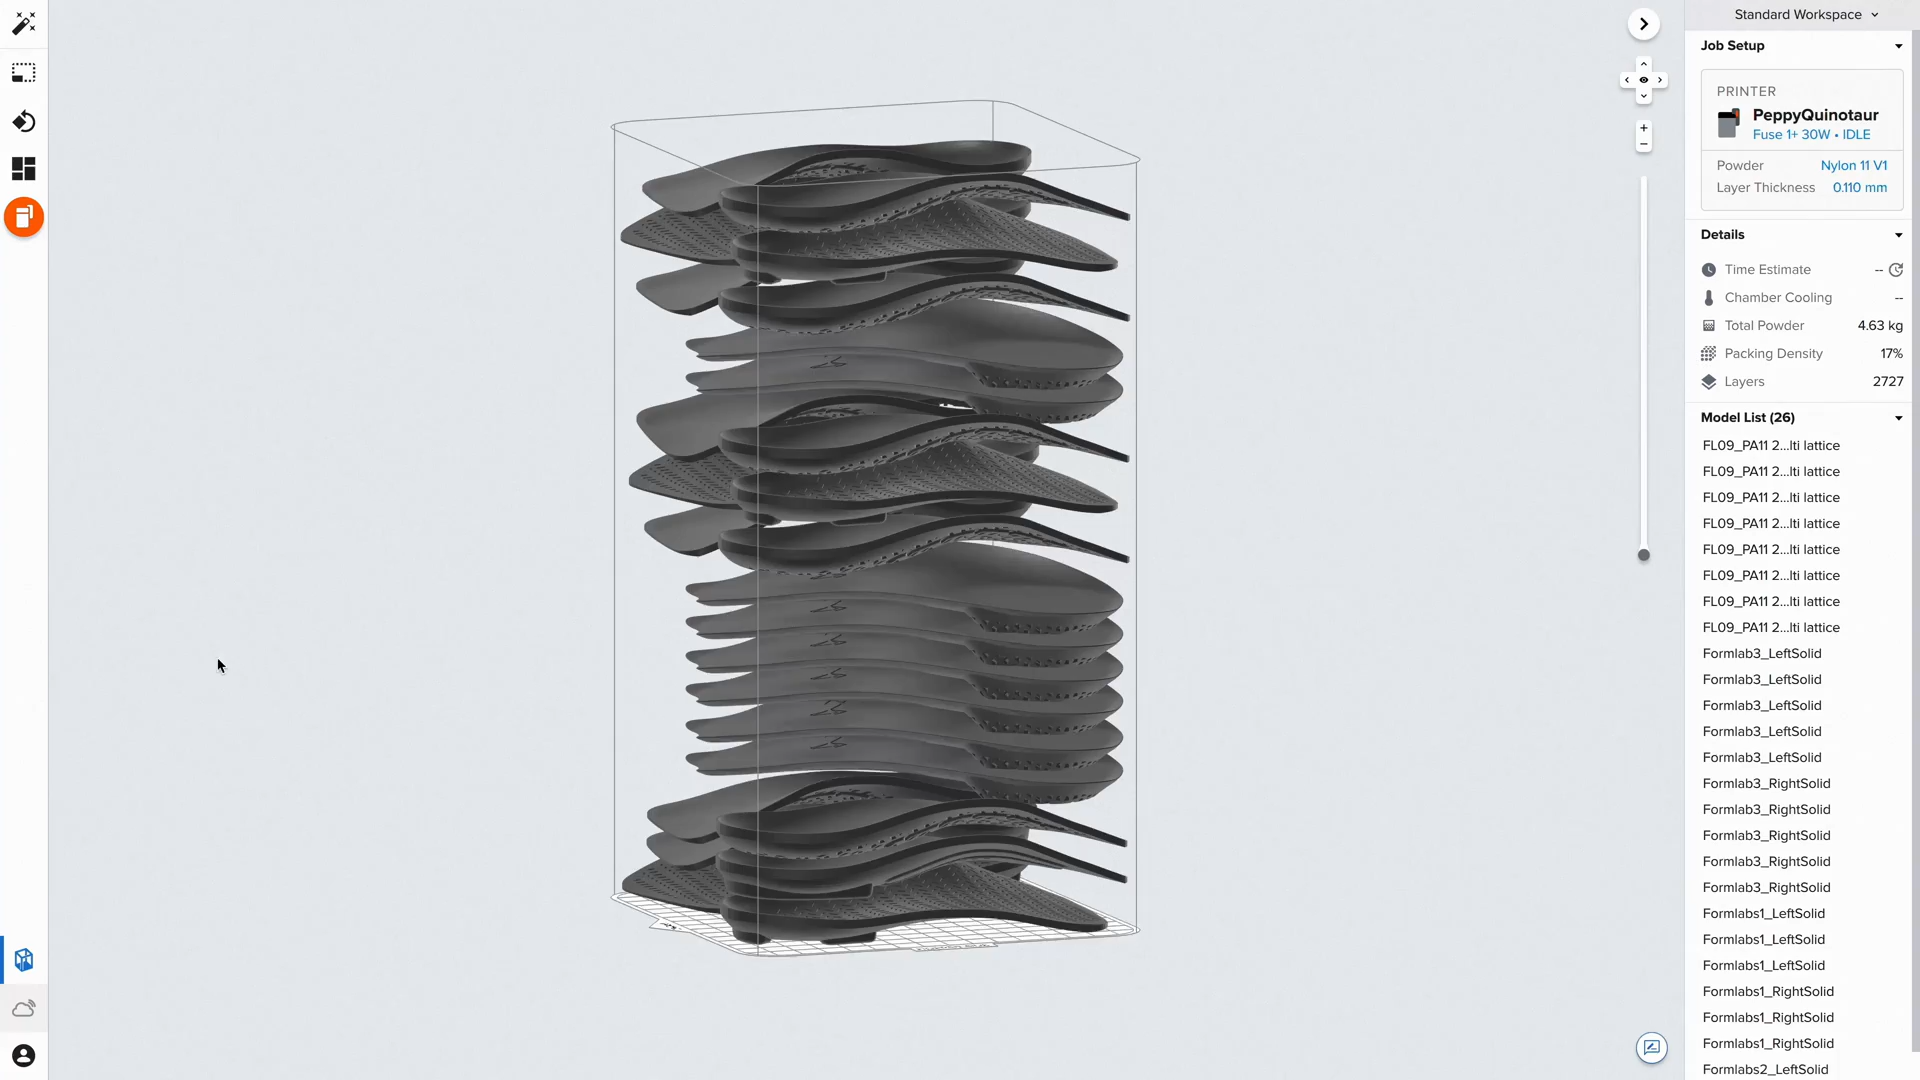 Standard Workspace
Job Setup
PRINTER
PeppyQuinotaur
Fuse 1+ 30W • IDLE
Powder Nylon 11 V1
Layer Thickness 0.110 mm
Details
Time Estimate --
Chamber Cooling --
Total Powder 4.63 kg
Packing Density 17%
Layers 2727
Model List (26)
FL09_PA11 2...lti lattice
FL09_PA11 2...lti lattice
FL09_PA11 2...lti lattice
FL09_PA11 2...lti lattice
FL09_PA11 2...lti lattice
FL09_PA11 2...lti lattice
FL09_PA11 2...lti lattice
FL09_PA11 2...lti lattice
Formlab3_LeftSolid
Formlab3_LeftSolid
Formlab3_LeftSolid
Formlab3_LeftSolid
Formlab3_LeftSolid
Formlab3_RightSolid
Formlab3_RightSolid
Formlab3_RightSolid
Formlab3_RightSolid
Formlab3_RightSolid
Formlabs1_LeftSolid
Formlabs1_LeftSolid
Formlabs1_LeftSolid
Formlabs1_RightSolid
Formlabs1_RightSolid
Formlabs1_RightSolid
Formlabs2_LeftSolid